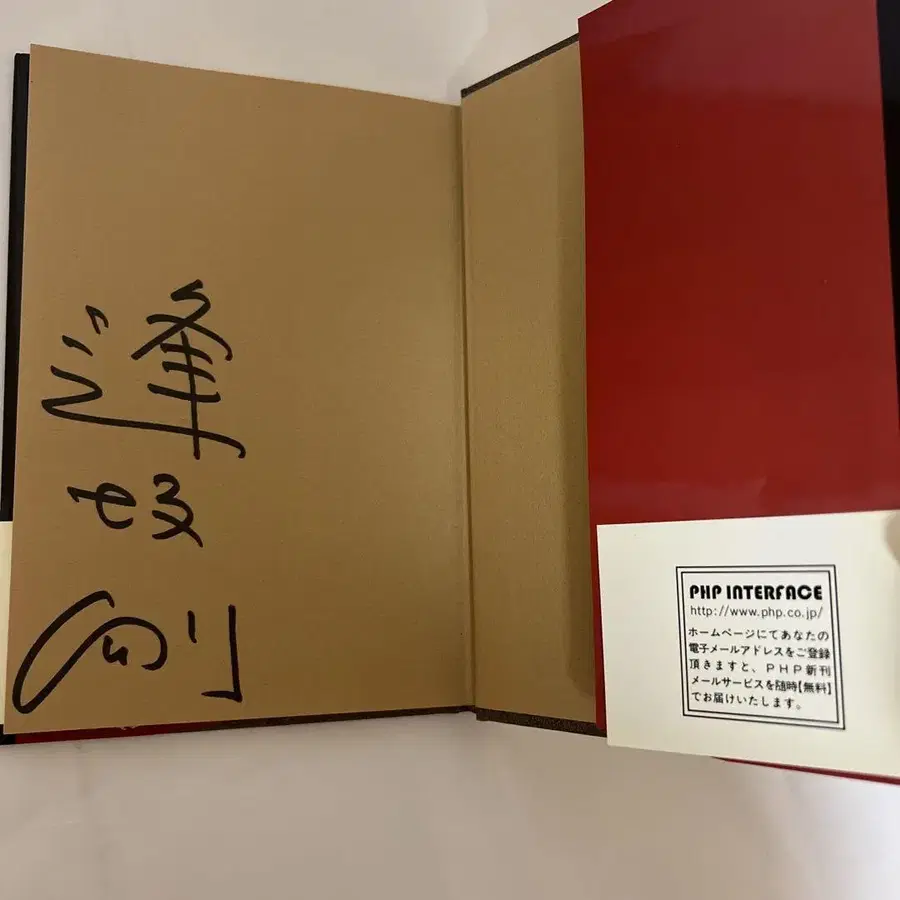 逢坂剛
PHP INTERFACE
http://www.php.co.jp/
ホームページにてあなたの
電子メールアドレスをご登録
頂きますと、PHP新刊
メールサービスを随時【無料】
でお届けいたします。